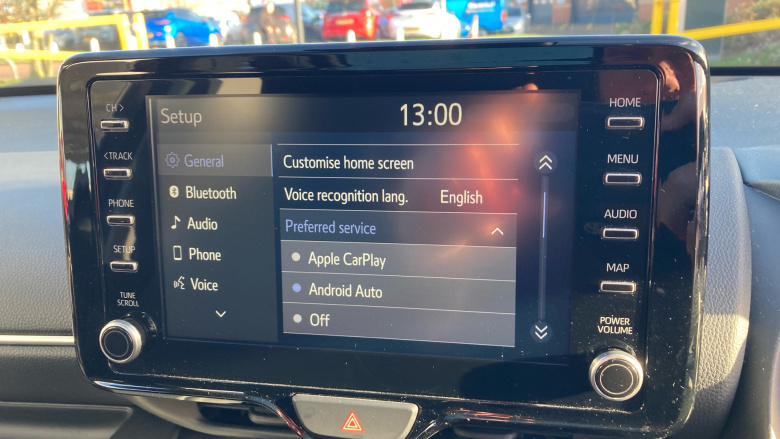 Setup
13:00
CH >
< TRACK
PHONE
SETUP
TUNE
SCROLL
General
Bluetooth
Audio
Phone
Voice
Customise home screen
Voice recognition lang. English
Preferred service
Apple CarPlay
Android Auto
Off
HOME
MENU
AUDIO
MAP
POWER
VOLUME